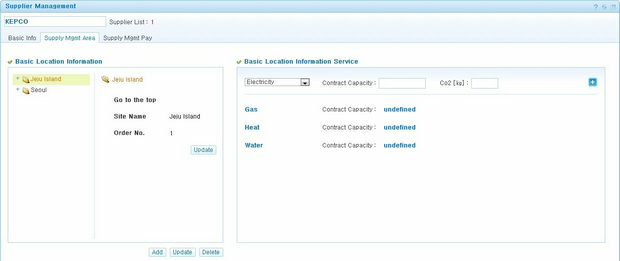 Supplier Management
KEPCO Supplier List : 1
Basic Info Supply Mgmt Area Supply Mgmt Pay
Basic Location Information
Jeju Island
Seoul
Jeju Island
Go to the top
Site Name Jeju Island
Order No. 1
Update
Add Update Delete
Basic Location Information Service
Electricity Contract Capacity : Co2 [kg] :
Gas Contract Capacity : undefined
Heat Contract Capacity : undefined
Water Contract Capacity : undefined